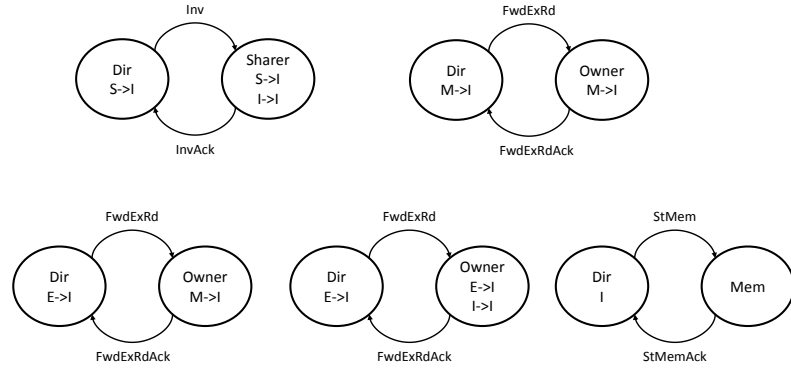 Inv
Dir
S->I
Sharer
S->I
I->I
InvAck
FwdExRd
Dir
M->I
Owner
M->I
FwdExRdAck
FwdExRd
Dir
E->I
Owner
M->I
FwdExRdAck
FwdExRd
Dir
E->I
Owner
E->I
I->I
FwdExRdAck
StMem
Dir
I
Mem
StMemAck